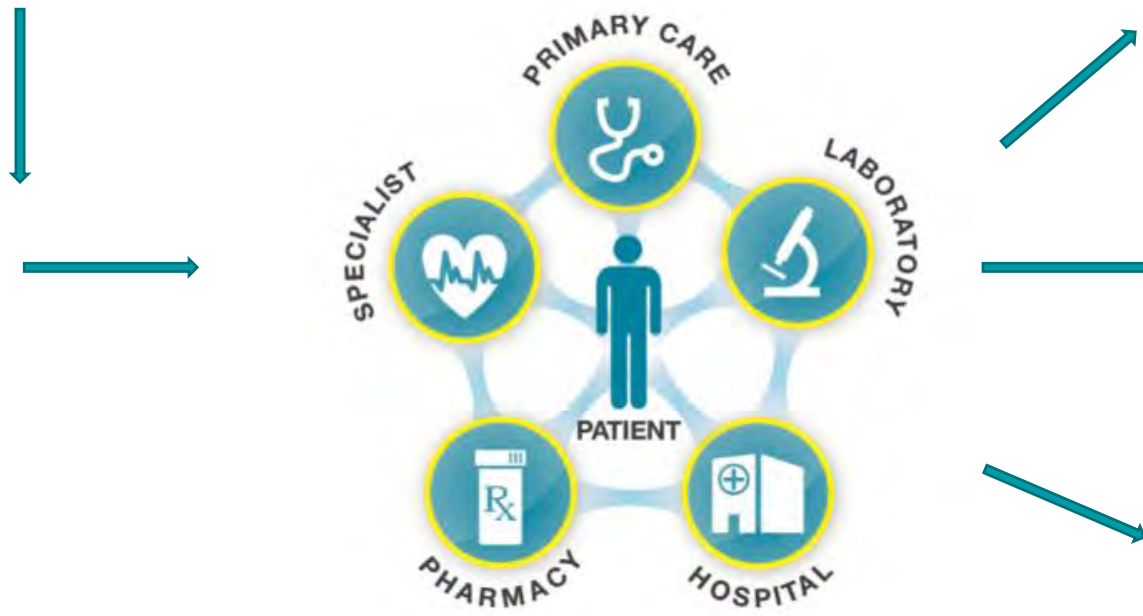 PRIMARY CARE
SPECIALIST
LABORATORY
PATIENT
Rx
PHARMACY
HOSPITAL